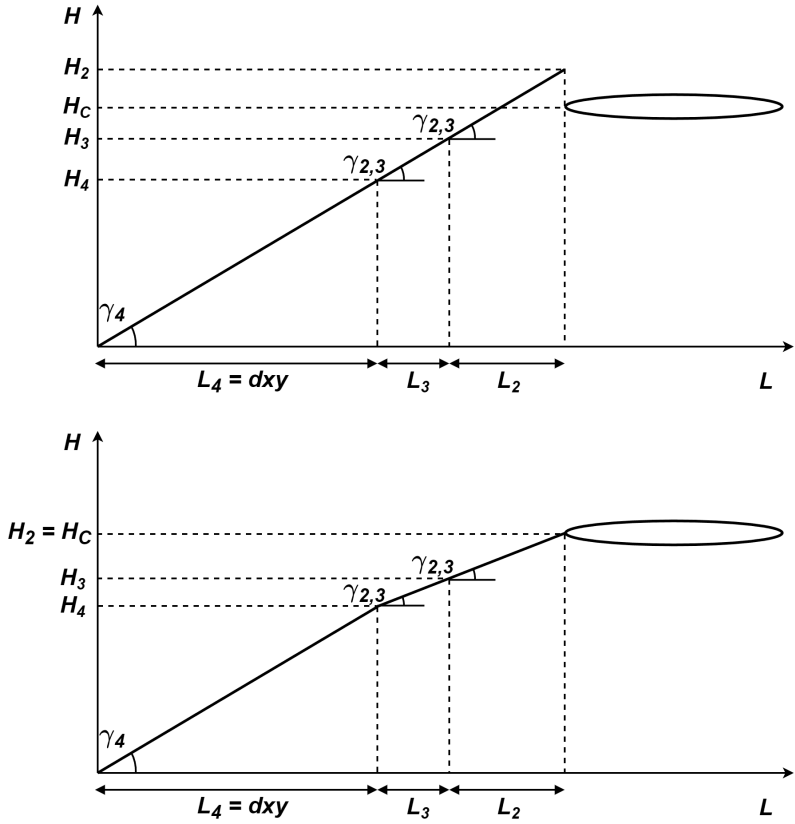 H
H2
HC
γ2,3
H3
γ2,3
H4
γ4
L4 = dxy
L3
L2
L
H
H2 = HC
γ2,3
H3
γ2,3
H4
γ4
L4 = dxy
L3
L2
L